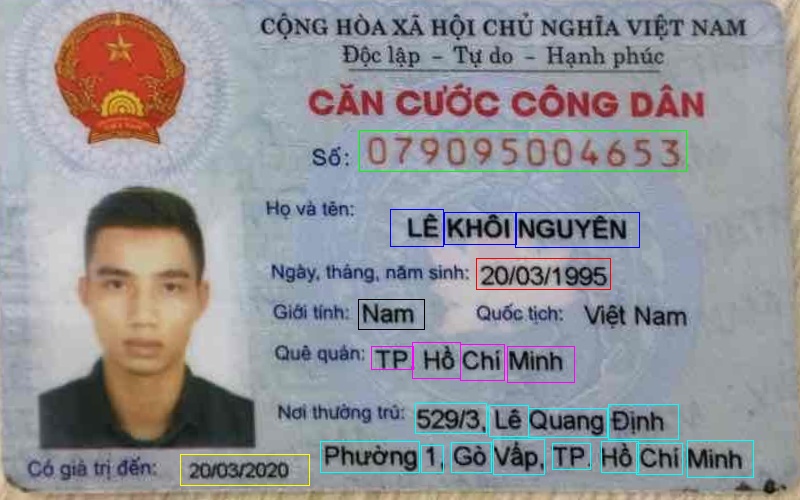 CỘNG HÒA XÃ HỘI CHỦ NGHĨA VIỆT NAM
Độc lập – Tự do – Hạnh phúc
CĂN CƯỚC CÔNG DÂN
Số: 079095004653
Họ và tên: LÊ KHÔI NGUYÊN
Ngày, tháng, năm sinh: 20/03/1995
Giới tính: Nam Quốc tịch: Việt Nam
Quê quán: TP. Hồ Chí Minh
Nơi thường trú: 529/3, Lê Quang Định
Phường 1, Gò Vấp, TP. Hồ Chí Minh
Có giá trị đến: 20/03/2020